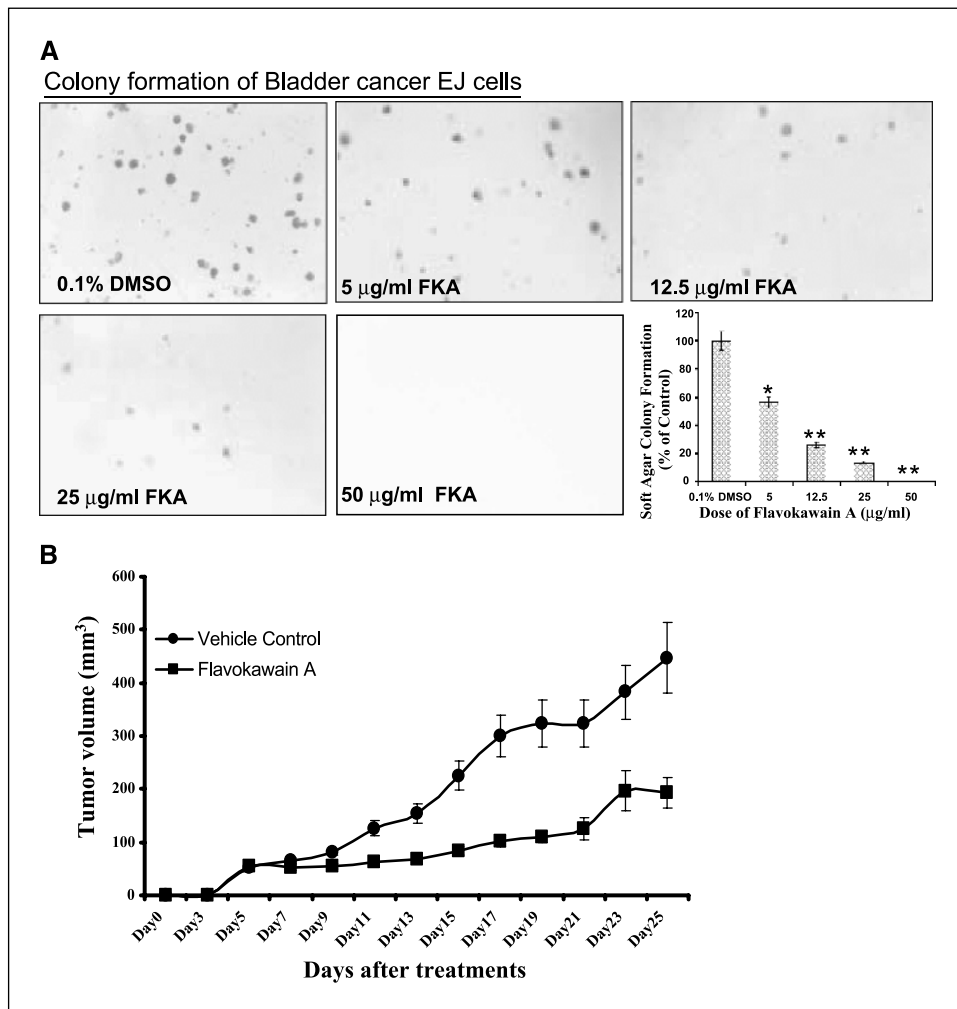 A
Colony formation of Bladder cancer EJ cells
0.1% DMSO
5 µg/ml FKA
12.5 µg/ml FKA
25 µg/ml FKA
50 µg/ml FKA
Soft Agar Colony Formation
(% of Control)
120
100
80
60
40
20
0
*
**
**
**
0.1% DMSO 5 12.5 25 50
Dose of Flavokawain A (µg/ml)
B
Tumor volume (mm³)
600
500
400
300
200
100
0
Vehicle Control
Flavokawain A
Day0 Day3 Day5 Day7 Day9 Day11 Day13 Day15 Day17 Day19 Day21 Day23 Day25
Days after treatments